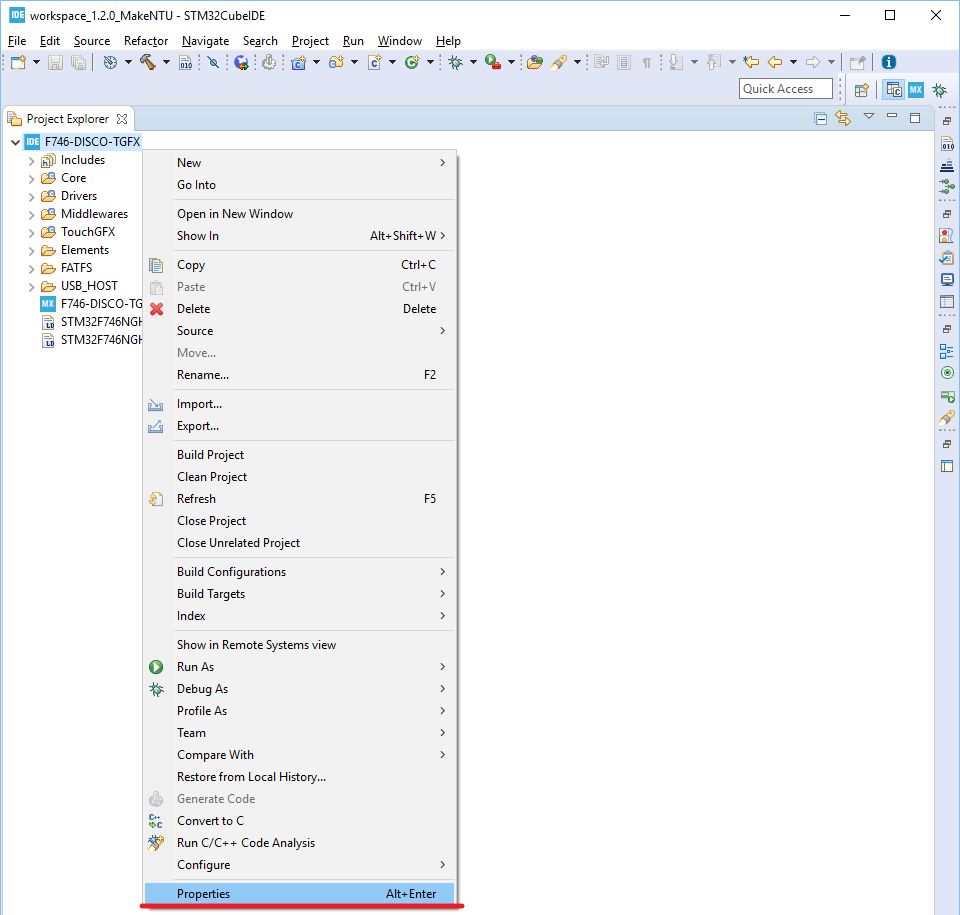 IDE workspace_1.2.0_MakeNTU - STM32CubeIDE
File Edit Source Refactor Navigate Search Project Run Window Help
010
Quick Access
MX
Project Explorer
IDE F746-DISCO-TGFX
Includes
Core
Drivers
Middlewares
TouchGFX
Elements
FATFS
USB_HOST
MX F746-DISCO-TG
STM32F746NGH
STM32F746NGH
New
Go Into
Open in New Window
Show In Alt+Shift+W
Copy Ctrl+C
Paste Ctrl+V
Delete Delete
Source
Move...
Rename... F2
Import...
Export...
Build Project
Clean Project
Refresh F5
Close Project
Close Unrelated Project
Build Configurations
Build Targets
Index
Show in Remote Systems view
Run As
Debug As
Profile As
Team
Compare With
Restore from Local History...
Generate Code
Convert to C
Run C/C++ Code Analysis
Configure
Properties Alt+Enter
010